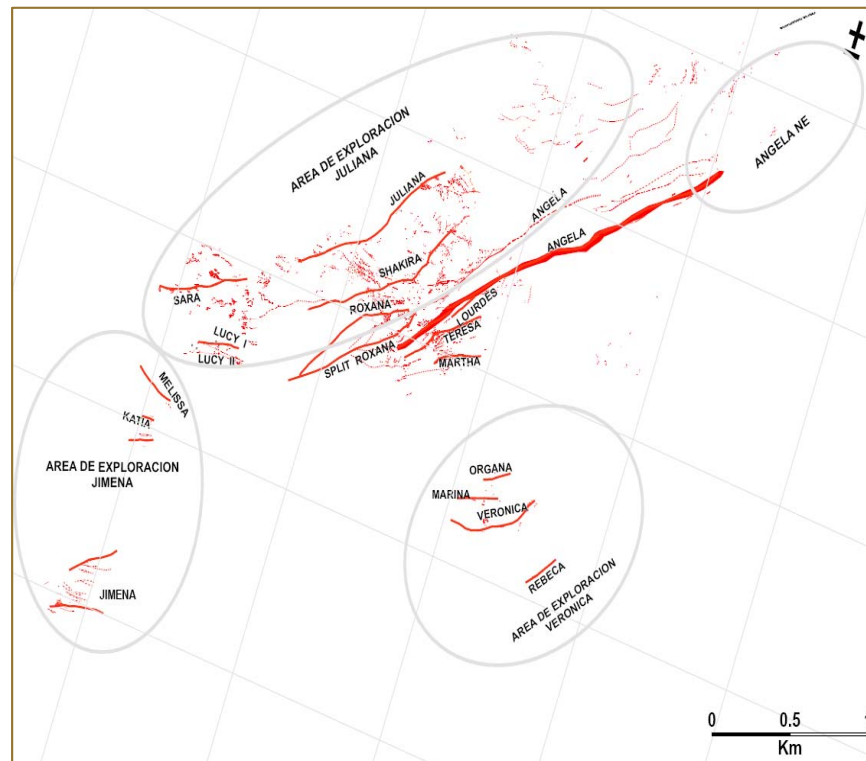 AREA DE EXPLORACION
JULIANA
ANGELA NE
JULIANA
ANGELA
ANGELA
SHAKIRA
SARA
ROXANA
LOURDES
TERESA
LUCY I
LUCY II
SPLIT ROXANA
MARTHA
MELISSA
KATIA
AREA DE EXPLORACION
JIMENA
ORGANA
MARINA
VERONICA
REBECA
JIMENA
AREA DE EXPLORACION
VERONICA
0 0.5
Km